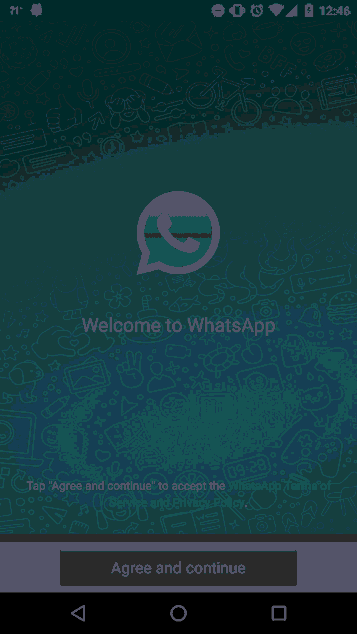 71° 12:46
Welcome to WhatsApp
Tap "Agree and continue" to accept the WhatsApp Terms of
Service and Privacy Policy.
Agree and continue